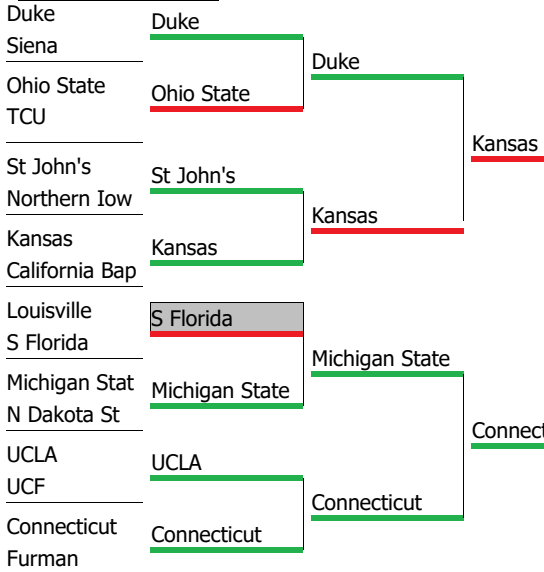 Duke
Siena
Ohio State
TCU
St John's
Northern Iow
Kansas
California Bap
Louisville
S Florida
Michigan Stat
N Dakota St
UCLA
UCF
Connecticut
Furman
Duke
Ohio State
St John's
Kansas
S Florida
Michigan State
UCLA
Connecticut
Duke
Kansas
Michigan State
Connecticut
Kansas
Connect